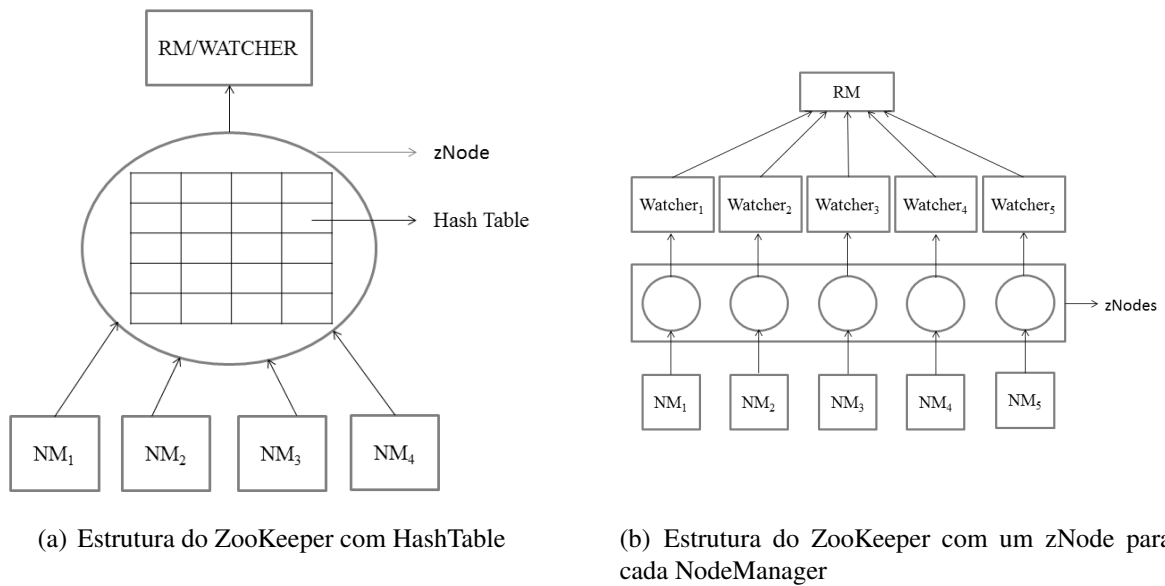 RM/WATCHER
zNode
Hash Table
NM₁
NM₂
NM₃
NM₄
(a) Estrutura do ZooKeeper com HashTable
RM
Watcher₁
Watcher₂
Watcher₃
Watcher₄
Watcher₅
zNodes
NM₁
NM₂
NM₃
NM₄
NM₅
(b) Estrutura do ZooKeeper com um zNode para
cada NodeManager